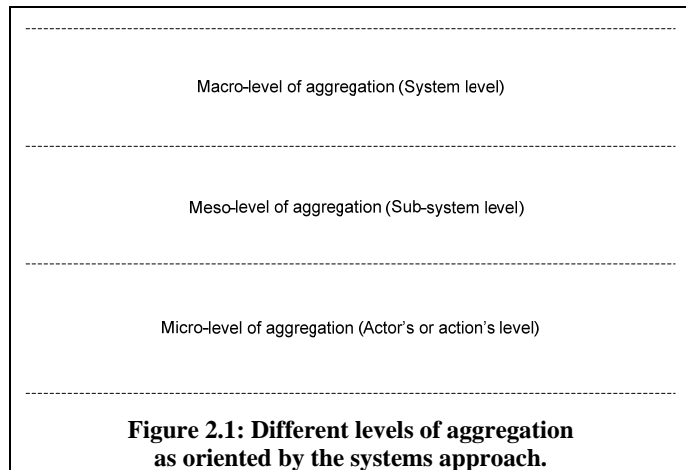 Macro-level of aggregation (System level)
Meso-level of aggregation (Sub-system level)
Micro-level of aggregation (Actor's or action's level)
Figure 2.1: Different levels of aggregation
as oriented by the systems approach.